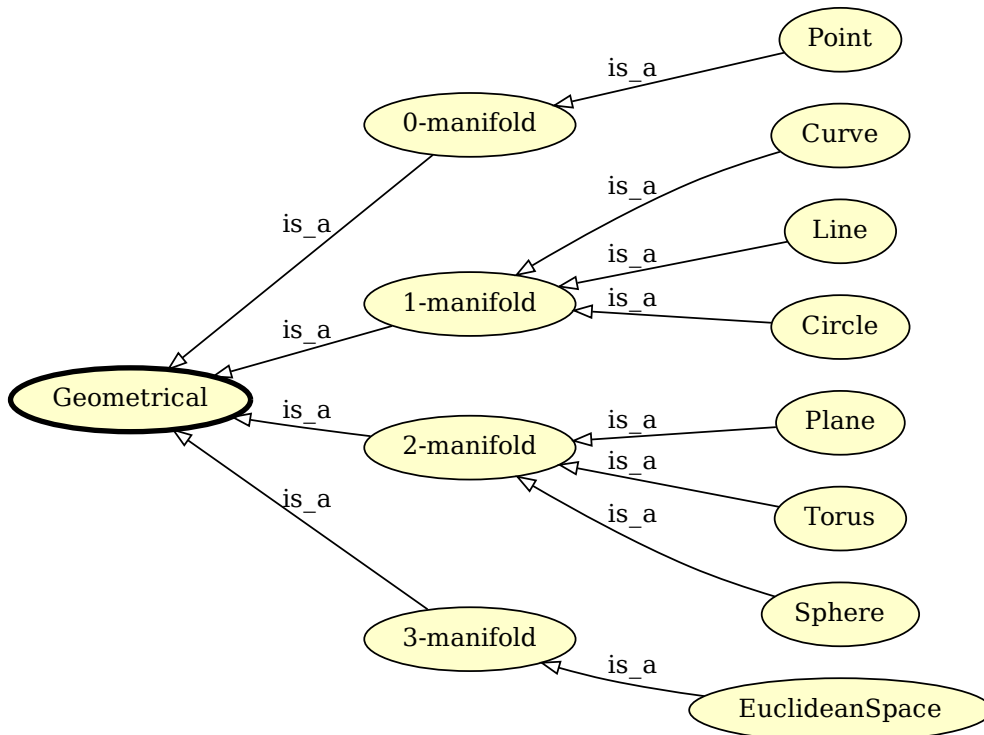 Point
is_a
0-manifold
Curve
is_a
is_a
Line
is_a
1-manifold
is_a
is_a
Circle
Geometrical
is_a
is_a
Plane
2-manifold
is_a
is_a
Torus
is_a
Sphere
3-manifold
is_a
EuclideanSpace